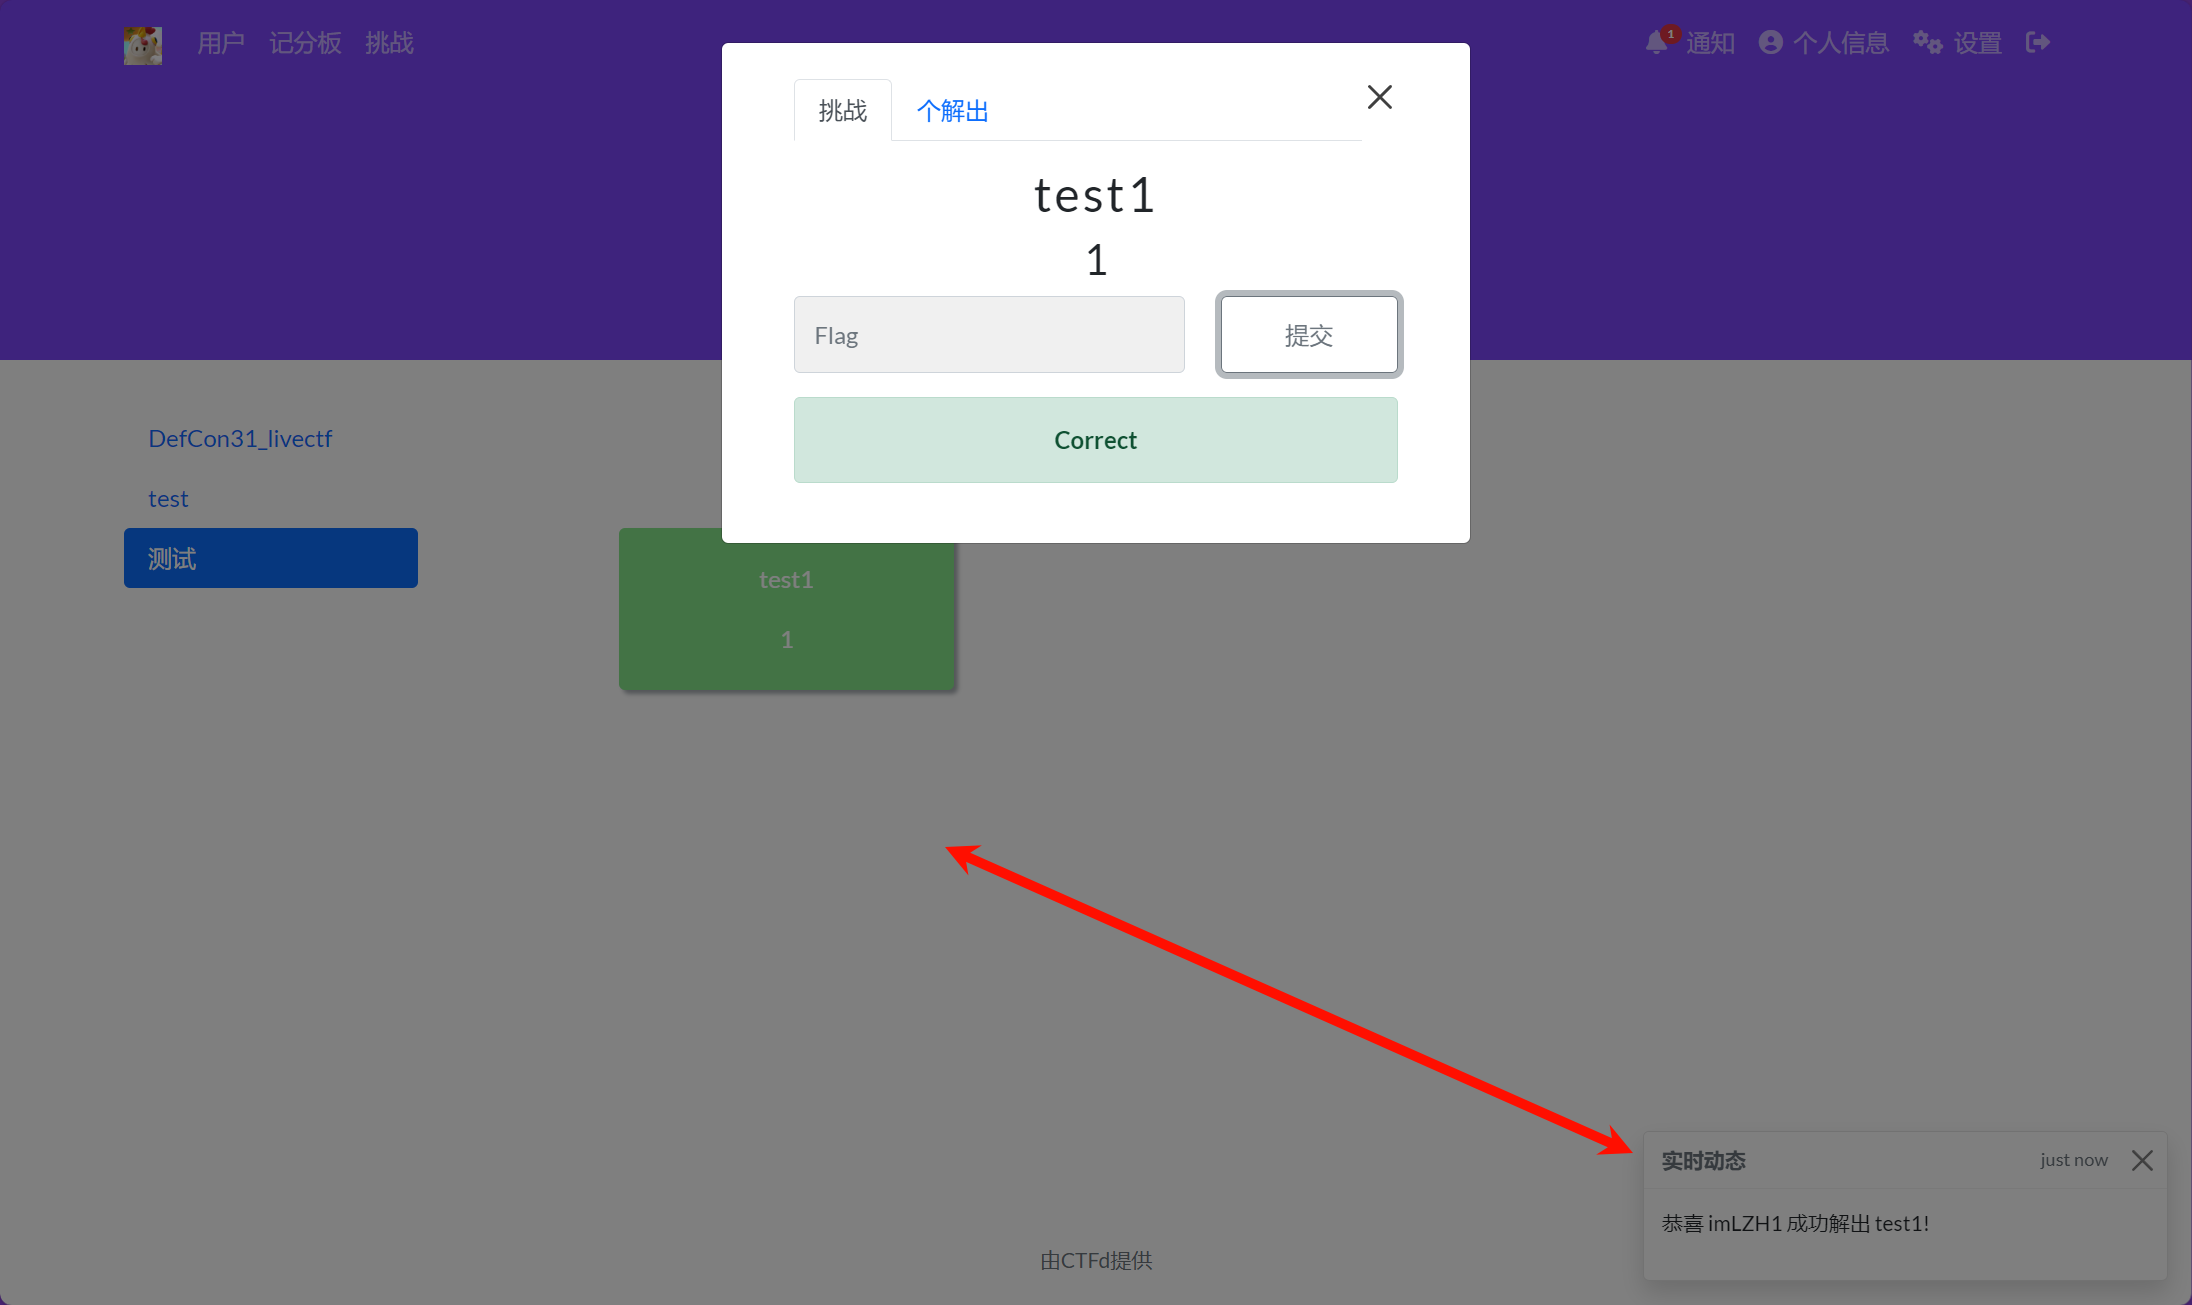 用户 记分板 挑战
1 通知 个人信息 设置
挑战 个解出
test1
1
Flag 提交
Correct
DefCon31_livectf
test
测试
test1
1
实时动态 just now
恭喜 imLZH1 成功解出 test1!
由CTFd提供